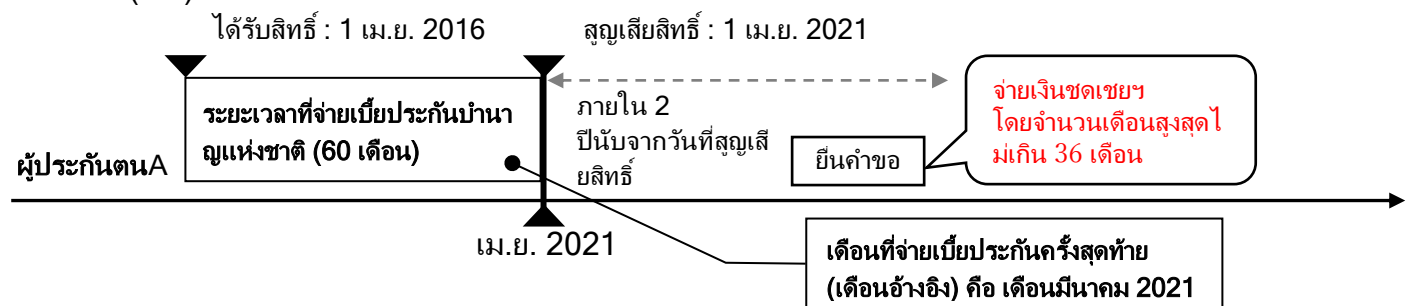 ได้รับสิทธิ์ : 1 เม.ย. 2016
สูญเสียสิทธิ์ : 1 เม.ย. 2021
ระยะเวลาที่จ่ายเบี้ยประกันบำนา
ญแห่งชาติ (60 เดือน)
ภายใน 2
ปีนับจากวันที่สูญเสี
ยสิทธิ์
ยื่นคำขอ
จ่ายเงินชดเชยฯ
โดยจำนวนเดือนสูงสุดไ
ม่เกิน 36 เดือน
ผู้ประกันตนA
เม.ย. 2021
เดือนที่จ่ายเบี้ยประกันครั้งสุดท้าย
(เดือนอ้างอิง) คือ เดือนมีนาคม 2021